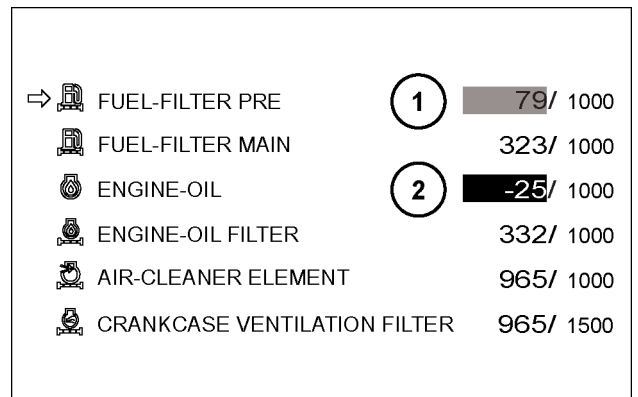 FUEL-FILTER PRE 1 79/ 1000
FUEL-FILTER MAIN 323/ 1000
ENGINE-OIL 2 -25/ 1000
ENGINE-OIL FILTER 332/ 1000
AIR-CLEANER ELEMENT 965/ 1000
CRANKCASE VENTILATION FILTER 965/ 1500